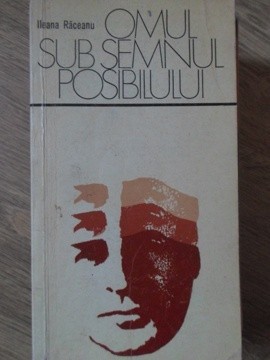 Ileana Răceanu
OMUL
SUB SEMNUL
POSIBILULUI